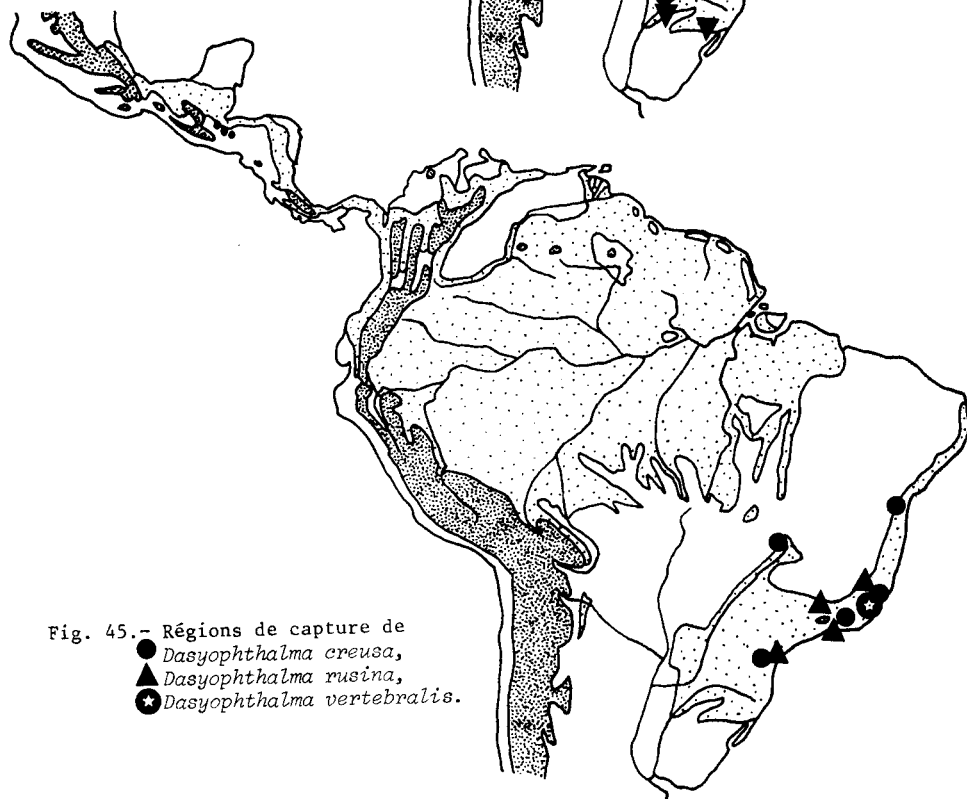 Fig. 45.- Régions de capture de
Dasyophthalma creusa,
Dasyophthalma rusina,
Dasyophthalma vertebralis.